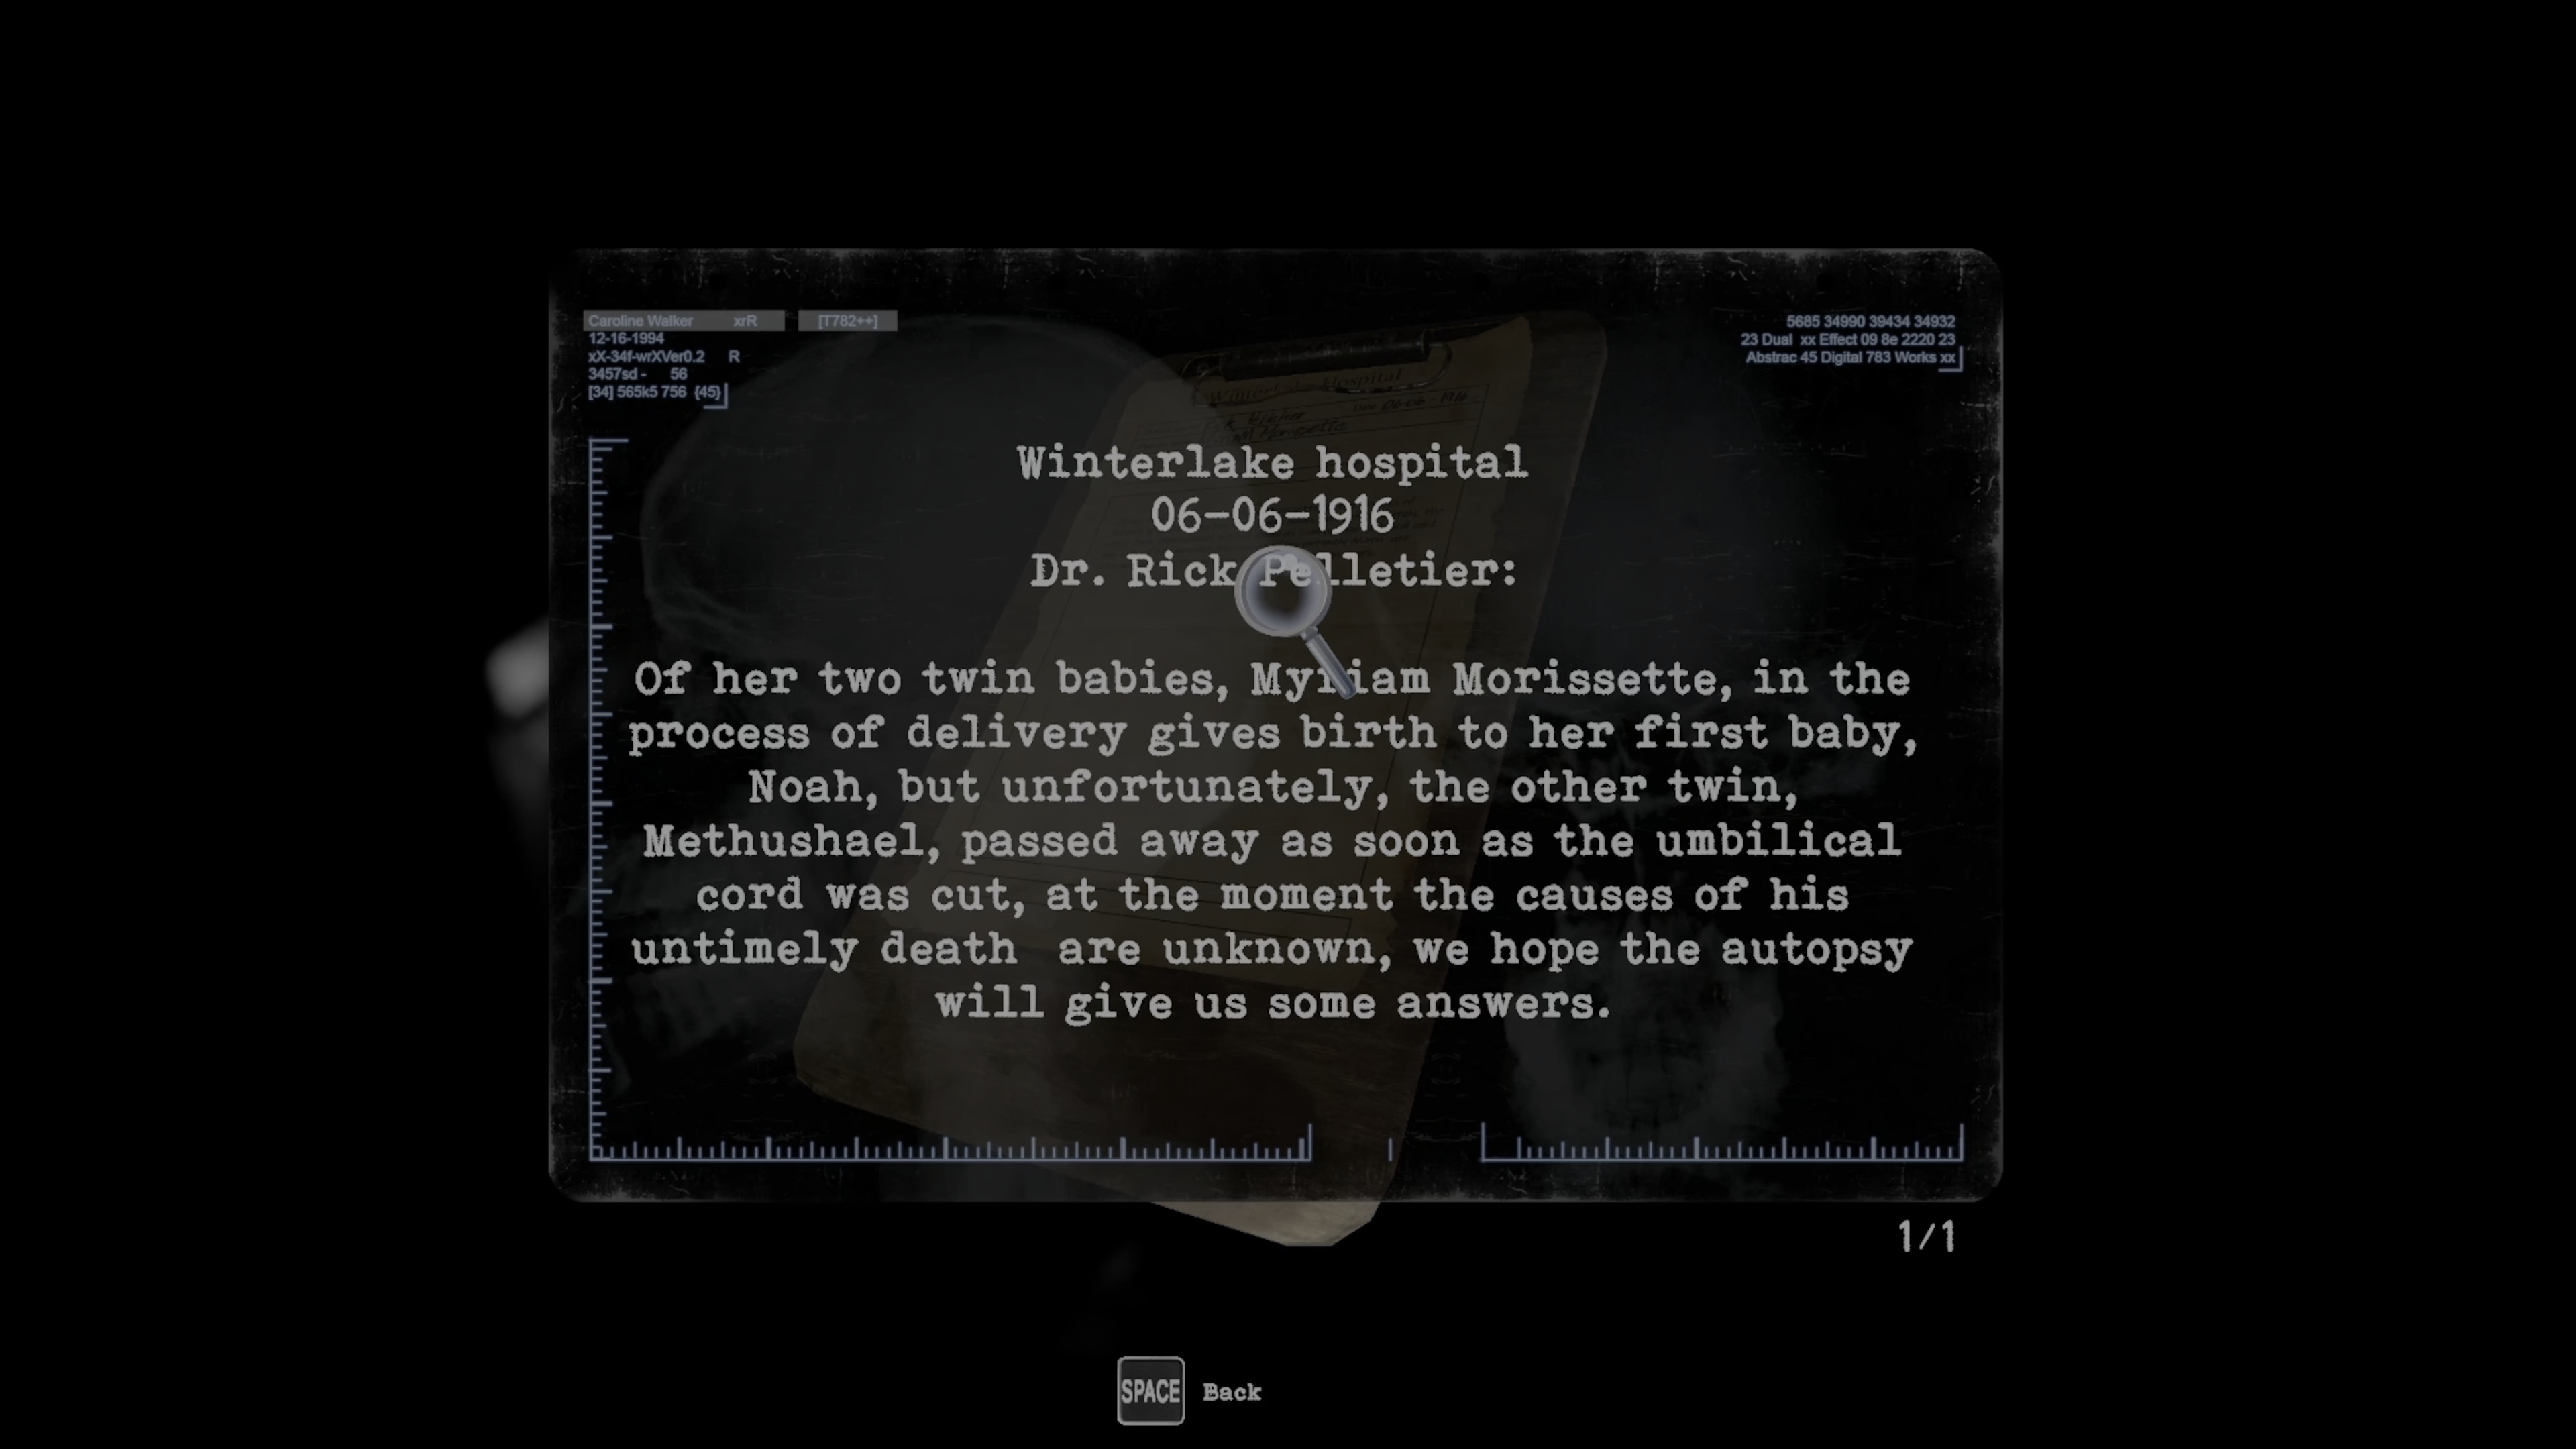 Caroline Walker xrR [T782++]
12-16-1994
xX-34f-wrXVer0.2 R
3457sd - 56
[34] 565k5 756 {45}
5685 34990 39434 34932
23 Dual xx Effect 09 8e 2220 23
Abstrac 45 Digital 783 Works xx
Winterlake hospital
06-06-1916
Dr. Rick Pelletier:
Of her two twin babies, Myriam Morissette, in the
process of delivery gives birth to her first baby,
Noah, but unfortunately, the other twin,
Methushael, passed away as soon as the umbilical
cord was cut, at the moment the causes of his
untimely death are unknown, we hope the autopsy
will give us some answers.
1/1
SPACE Back